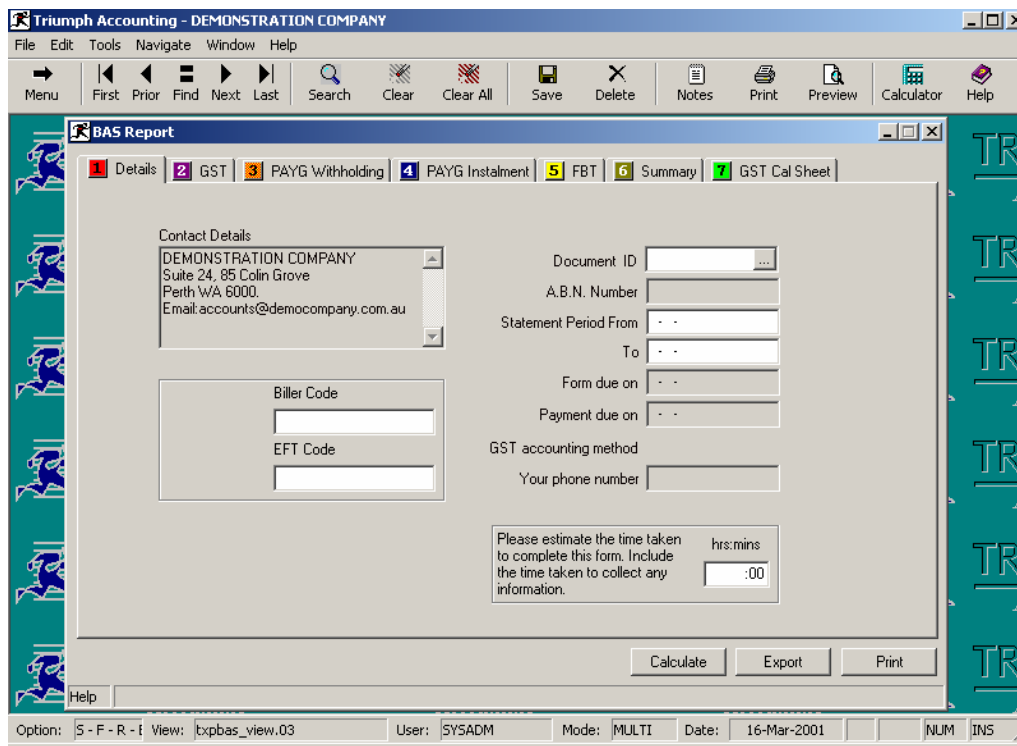 Triumph Accounting - DEMONSTRATION COMPANY
File Edit Tools Navigate Window Help
Menu First Prior Find Next Last Search Clear Clear All Save Delete Notes Print Preview Calculator Help
BAS Report
1 Details 2 GST 3 PAYG Withholding 4 PAYG Instalment 5 FBT 6 Summary 7 GST Cal Sheet
Contact Details
DEMONSTRATION COMPANY
Suite 24, 85 Colin Grove
Perth WA 6000.
Email:accounts@democompany.com.au
Biller Code
EFT Code
Document ID ...
A.B.N. Number
Statement Period From - -
To - -
Form due on - -
Payment due on - -
GST accounting method
Your phone number
Please estimate the time taken
to complete this form. Include
the time taken to collect any
information.
hrs:mins
:00
Calculate Export Print
Help
TR
TR
TR
TR
TR
TR
Option: S - F - R - View: txpbas_view.03 User: SYSADM Mode: MULTI Date: 16-Mar-2001 NUM INS